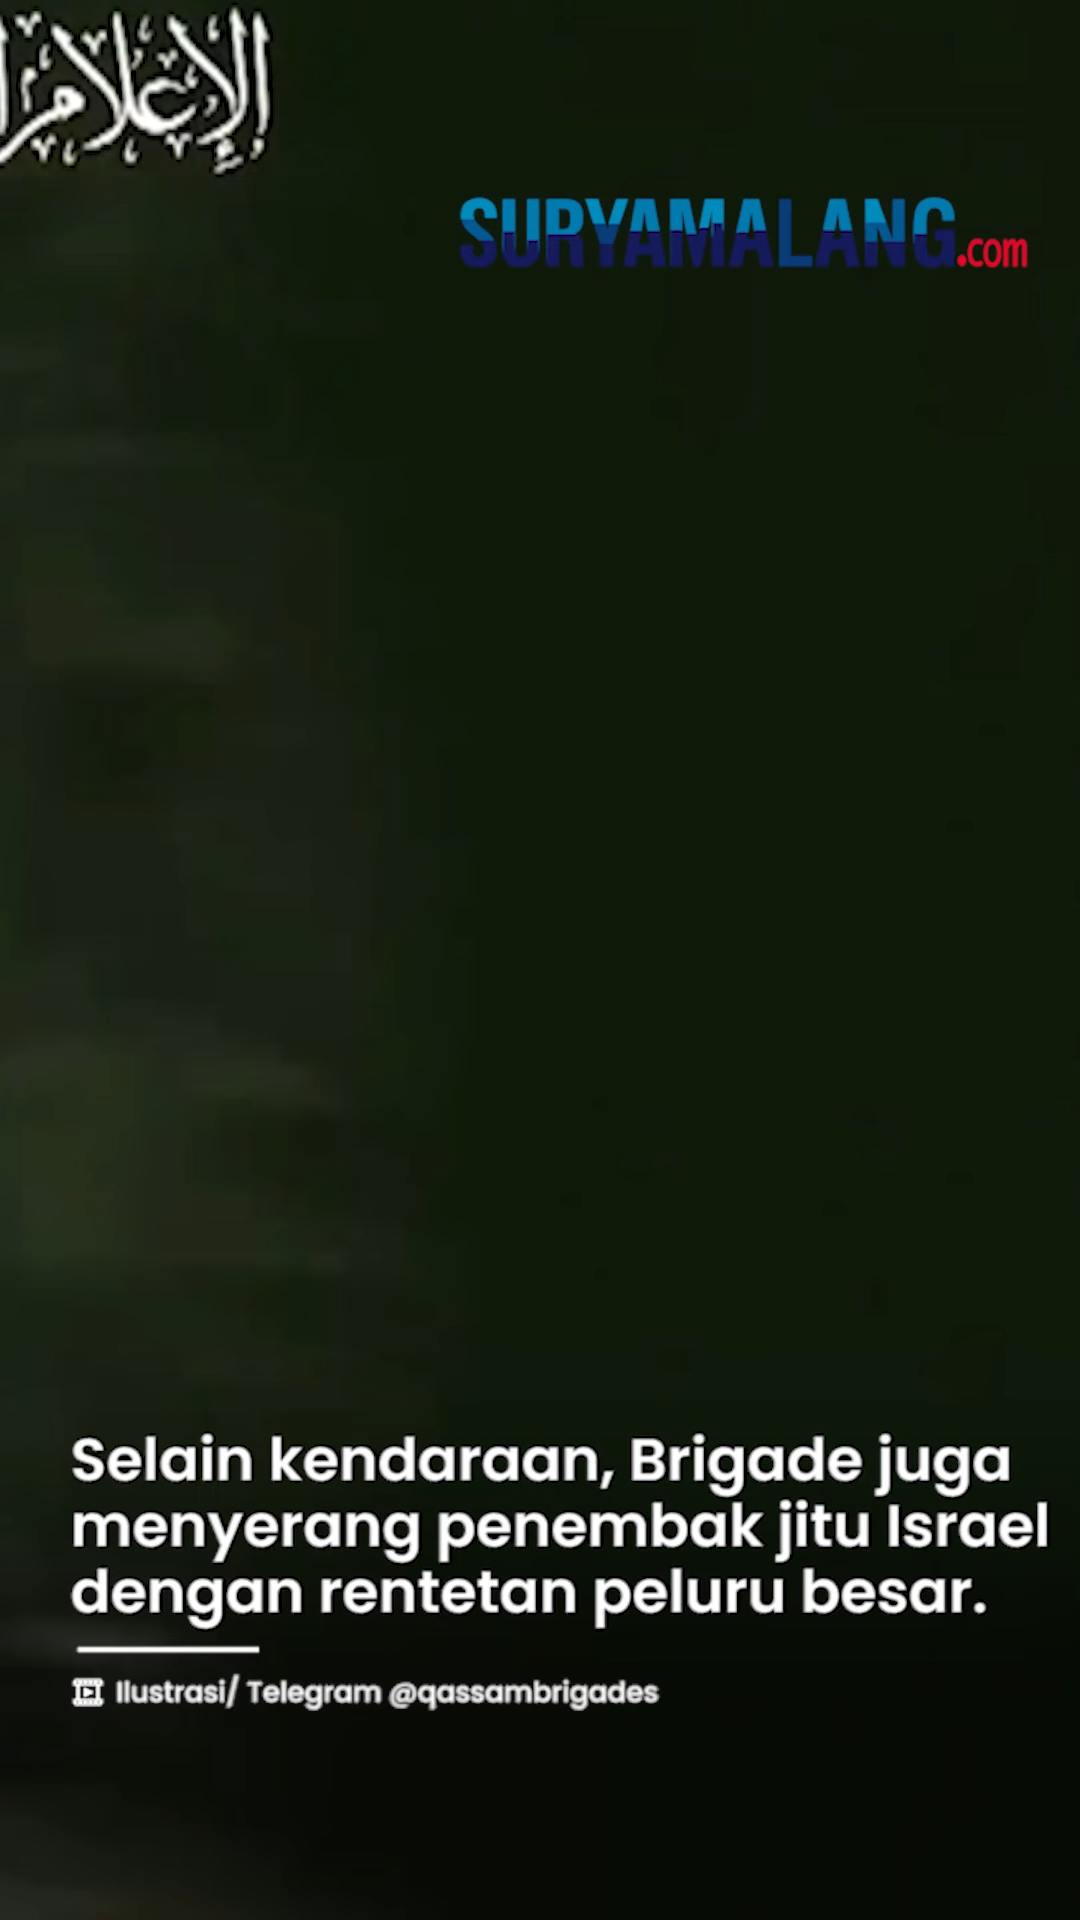 الإعلام
SURYAMALANG.com
Selain kendaraan, Brigade juga
menyerang penembak jitu Israel
dengan rentetan peluru besar.
Ilustrasi/ Telegram @qassambrigades